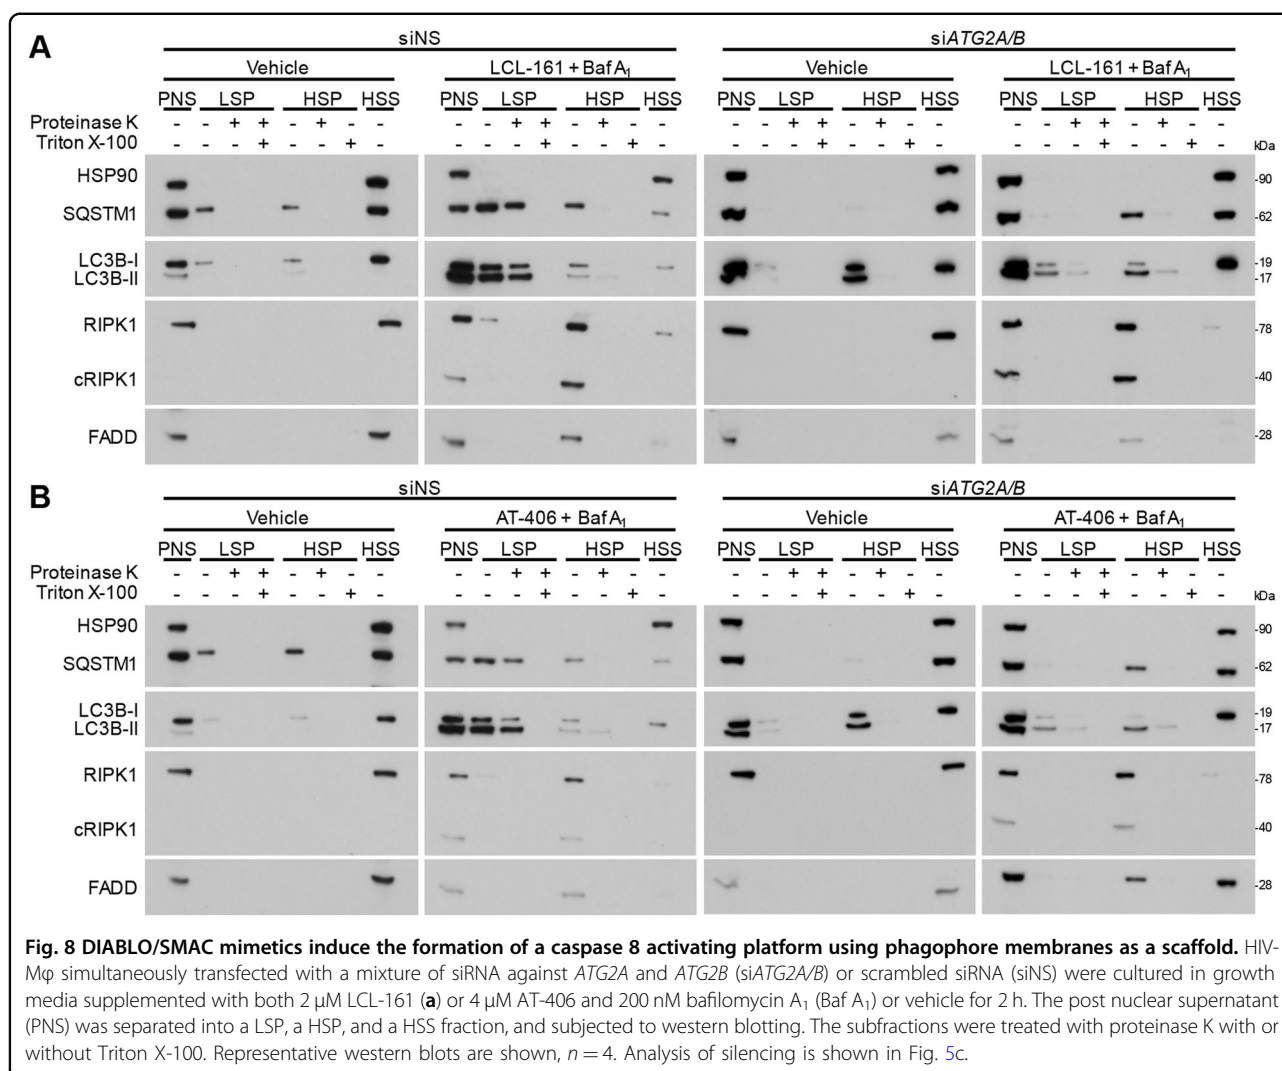 A
siNS
siATG2A/B
Vehicle
LCL-161 + Baf A1
Vehicle
LCL-161 + Baf A1
PNS LSP HSP HSS PNS LSP HSP HSS PNS LSP HSP HSS PNS LSP HSP HSS
Proteinase K - - + + - + - - - - + + - + - - - - + + - + - - - - + + - + - -
Triton X-100 - - - + - - + - - - - + - - + - - - - + - - + - - - - + - - + -
kDa
HSP90 -90
SQSTM1 -62
LC3B-I -19
LC3B-II -17
RIPK1 -78
cRIPK1 -40
FADD -28
B
siNS
siATG2A/B
Vehicle
AT-406 + Baf A1
Vehicle
AT-406 + Baf A1
PNS LSP HSP HSS PNS LSP HSP HSS PNS LSP HSP HSS PNS LSP HSP HSS
Proteinase K - - + + - + - - - - + + - + - - - - + + - + - - - - + + - + - -
Triton X-100 - - - + - - + - - - - + - - + - - - - + - - + - - - - + - - + -
kDa
HSP90 -90
SQSTM1 -62
LC3B-I -19
LC3B-II -17
RIPK1 -78
cRIPK1 -40
FADD -28
Fig. 8 DIABLO/SMAC mimetics induce the formation of a caspase 8 activating platform using phagophore membranes as a scaffold. HIV-
Mφ simultaneously transfected with a mixture of siRNA against ATG2A and ATG2B (siATG2A/B) or scrambled siRNA (siNS) were cultured in growth
media supplemented with both 2 μM LCL-161 (a) or 4 μM AT-406 and 200 nM bafilomycin A1 (Baf A1) or vehicle for 2 h. The post nuclear supernatant
(PNS) was separated into a LSP, a HSP, and a HSS fraction, and subjected to western blotting. The subfractions were treated with proteinase K with or
without Triton X-100. Representative western blots are shown, n = 4. Analysis of silencing is shown in Fig. 5c.